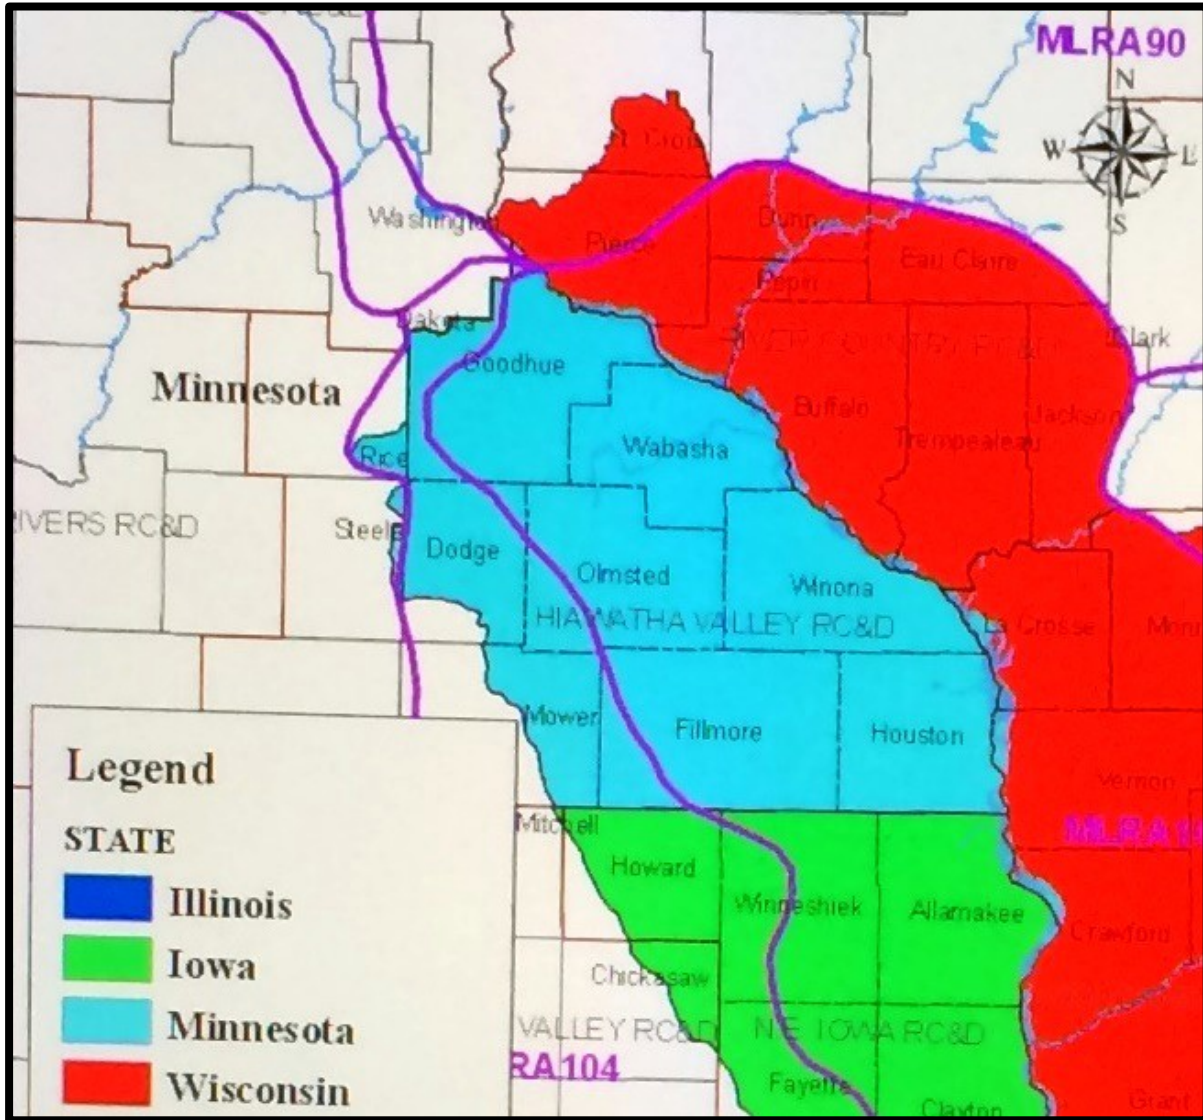 MLRA90
N
W
S
Washington
Pierce
Dunn
Eau Claire
Pepin
Dakota
Clark
Goodhue
Minnesota
Buffalo
Jackson
Wabasha
Trempealeau
Rice
RIVERS RC&D
Steele
Dodge
Olmsted
Winona
HIAWATHA VALLEY RC&D
La Crosse
Mower
Fillmore
Houston
Legend
Vernon
Mitchell
STATE
Howard
Illinois
Winneshiek
Allamakee
Crawford
Iowa
Chickasaw
Minnesota
VALLEY RC&D
N E IOWA RC&D
RA104
Wisconsin
Fayette
Clayton
Grant